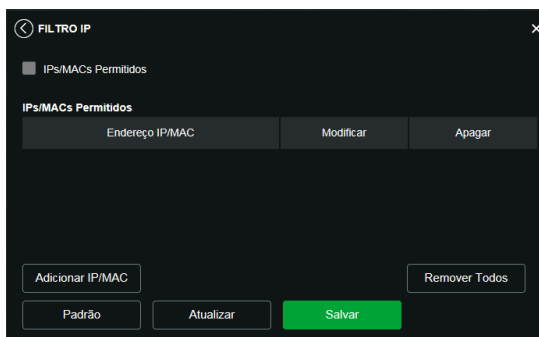 FILTRO IP
IPs/MACs Permitidos
IPs/MACs Permitidos
Endereço IP/MAC Modificar Apagar
Adicionar IP/MAC Remover Todos
Padrão Atualizar Salvar